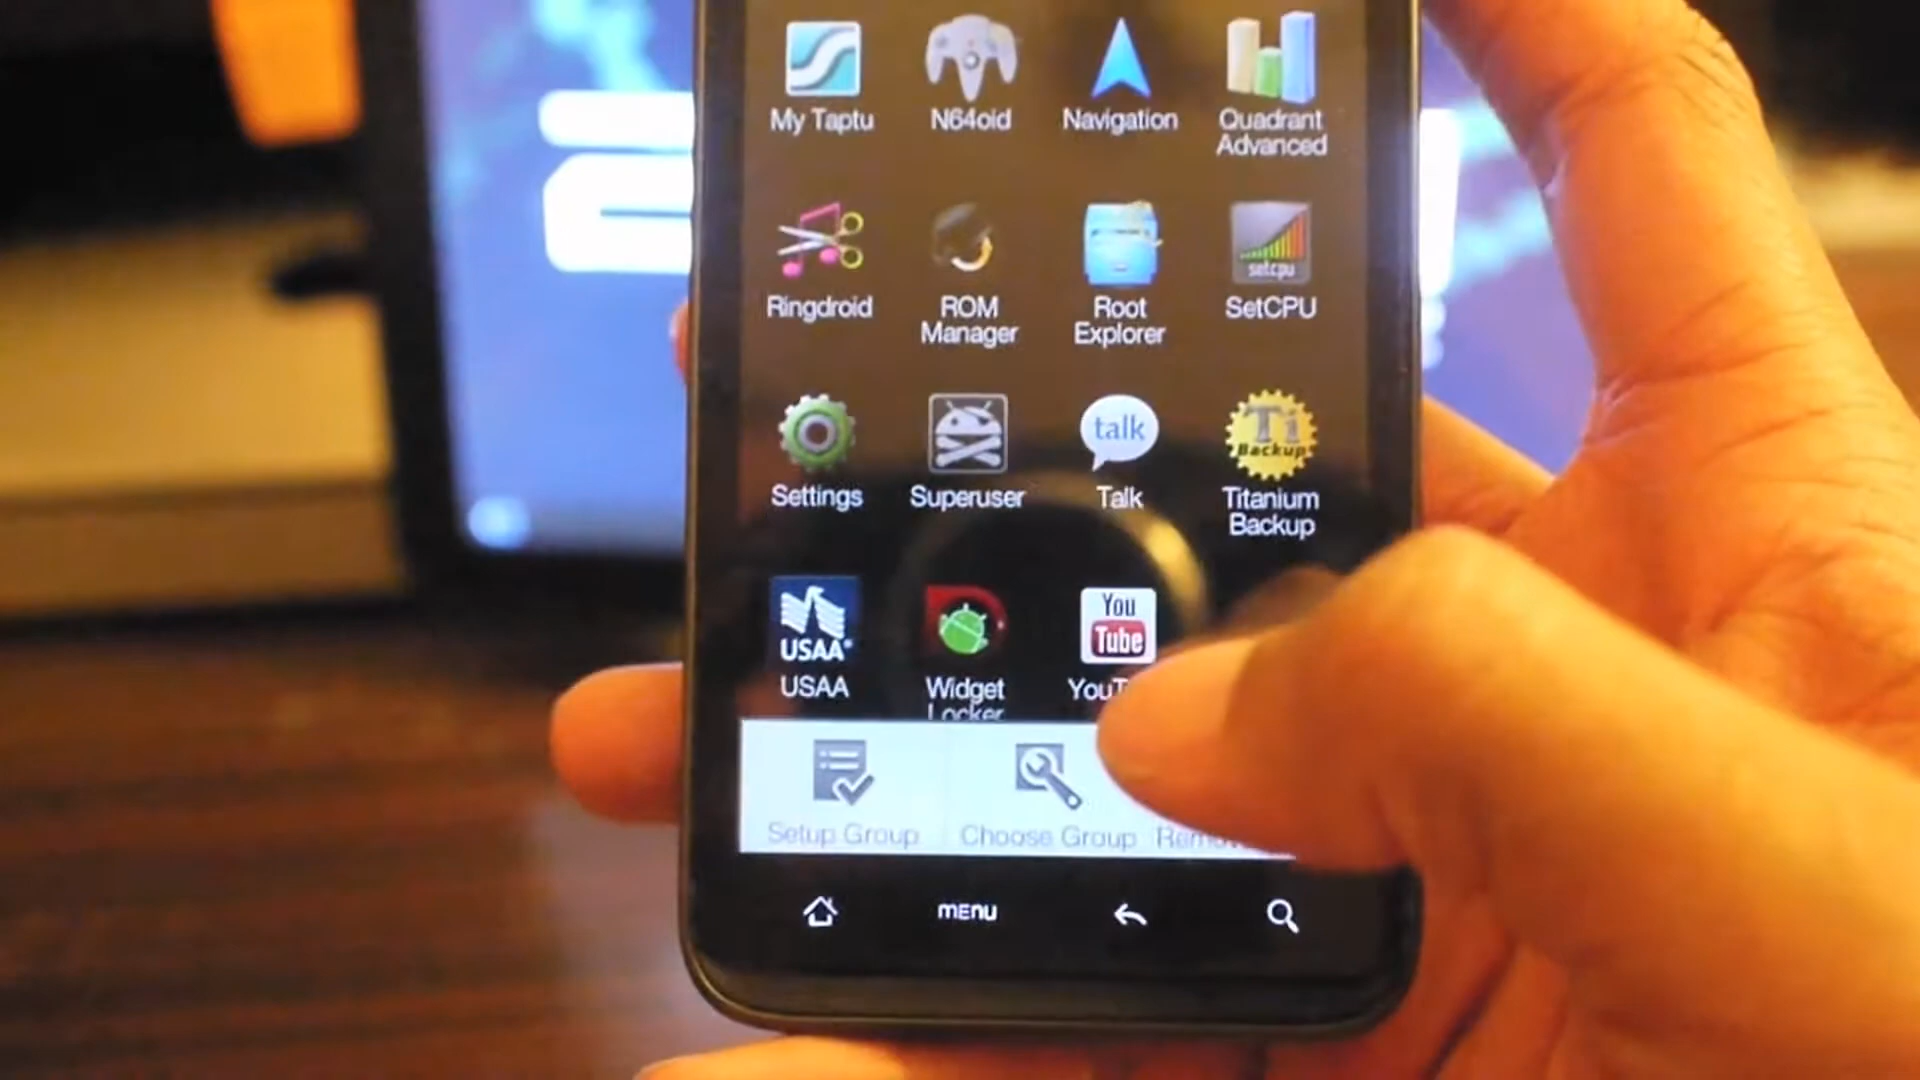 My Taptu
N64oid
Navigation
Quadrant
Advanced
setcpu
Ringdroid
ROM
Manager
Root
Explorer
SetCPU
talk
Ti
Backup
Settings
Superuser
Talk
Titanium
Backup
USAA
You
Tube
USAA
Widget
Locker
Setup Group
Choose Group
MENU